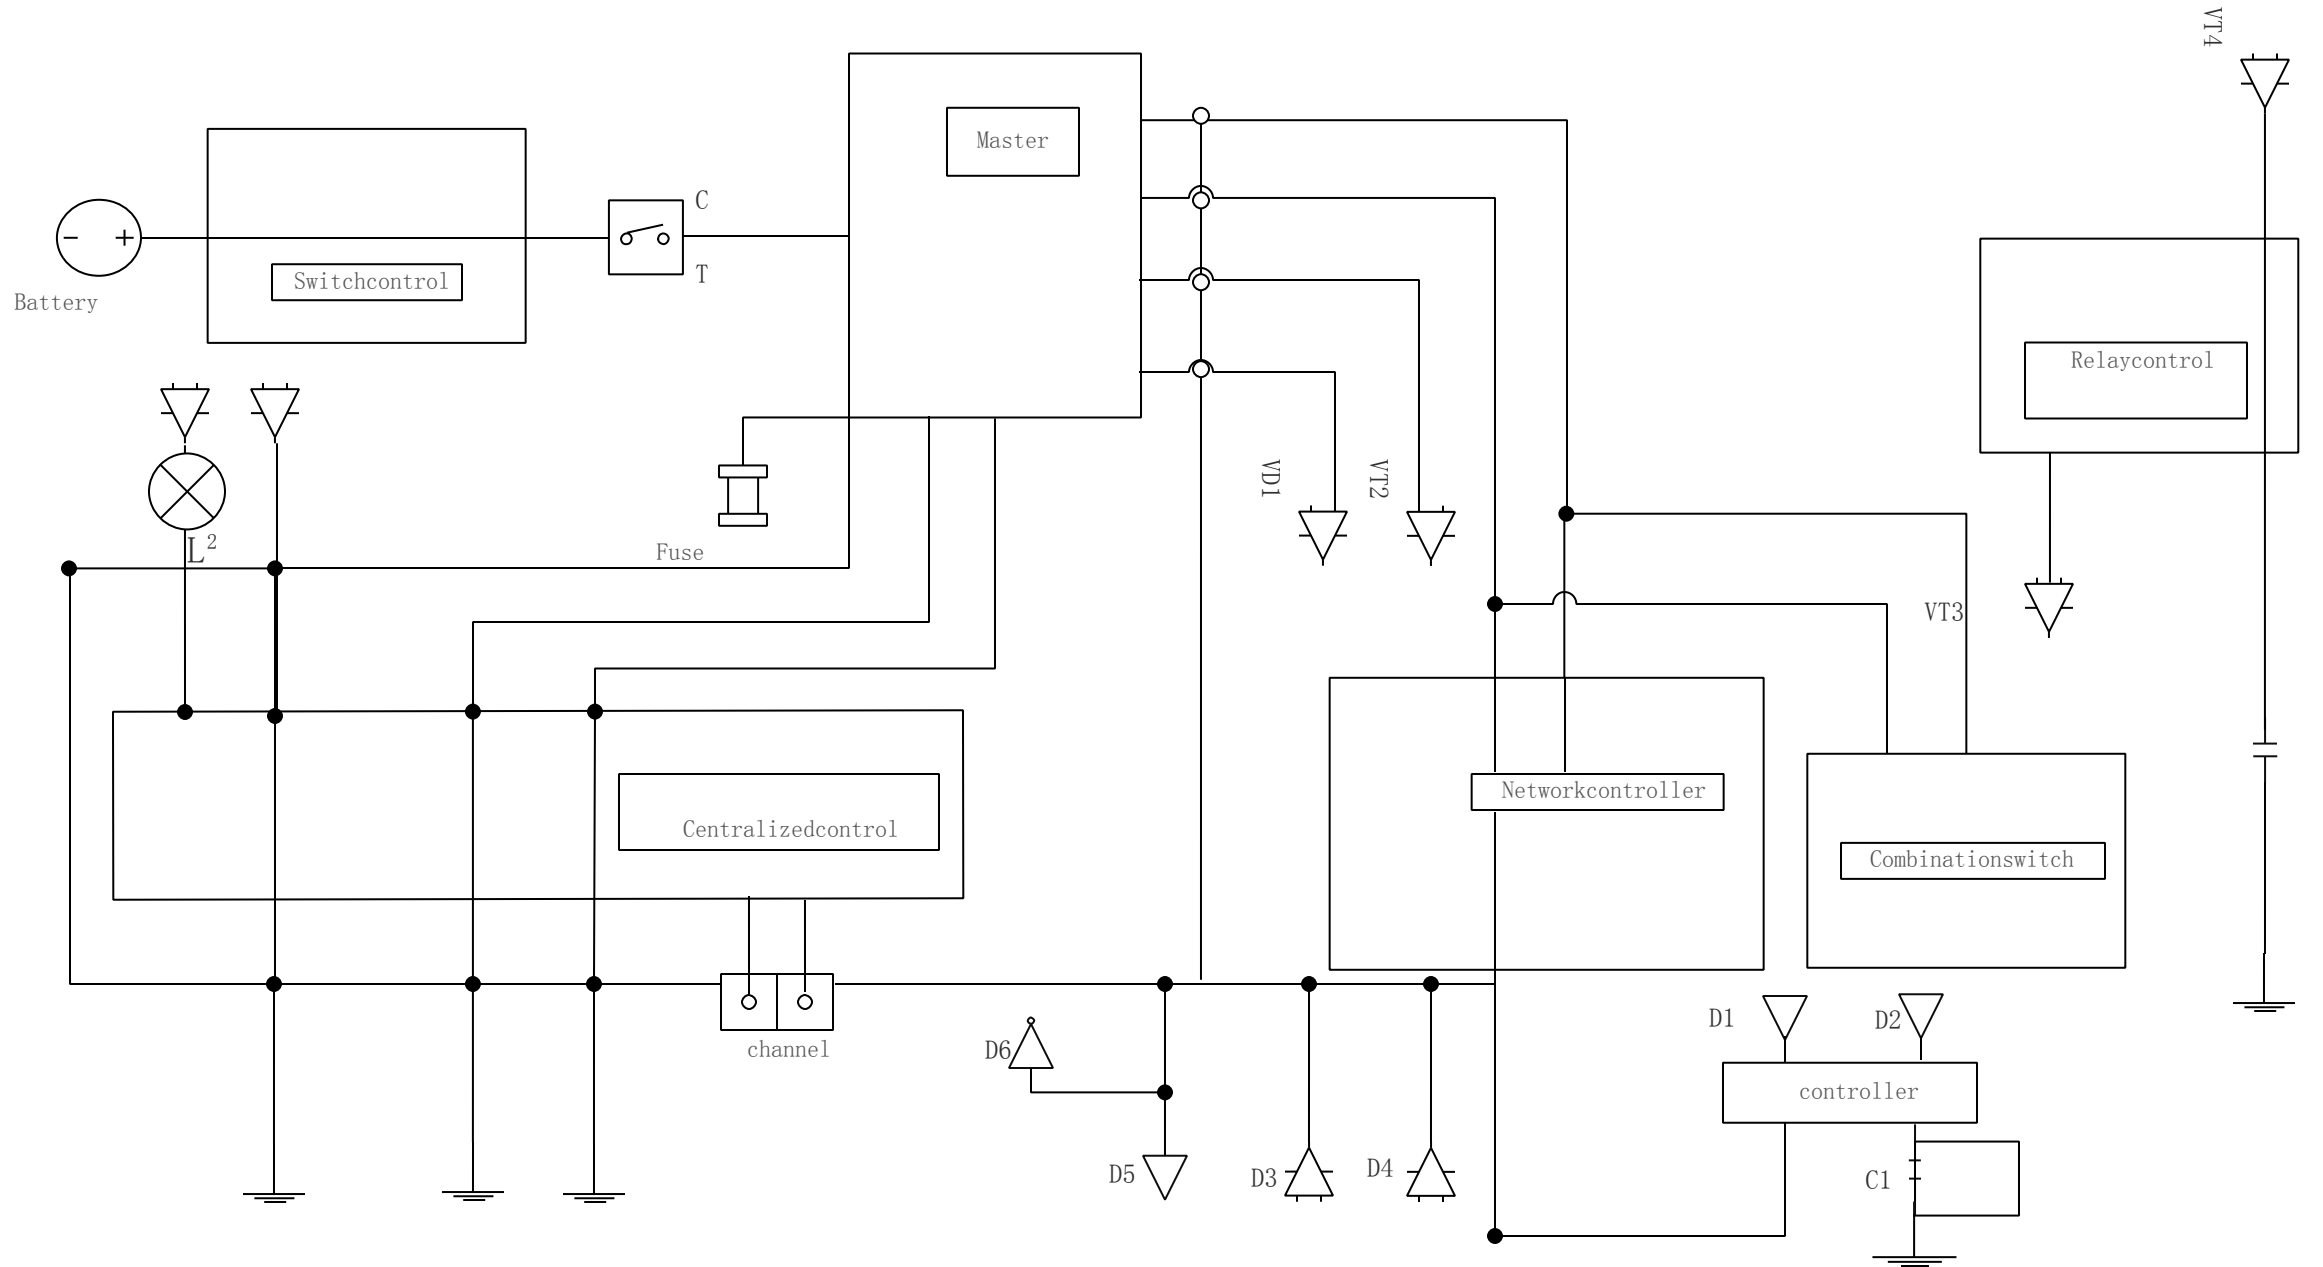 VT4
Master
C
Switchcontrol
T
Battery
Relaycontrol
VD1
VT2
L²
Fuse
VT3
Networkcontroller
Centralizedcontrol
Combinationswitch
D1
D2
D6
channel
controller
D5
D3
D4
C1